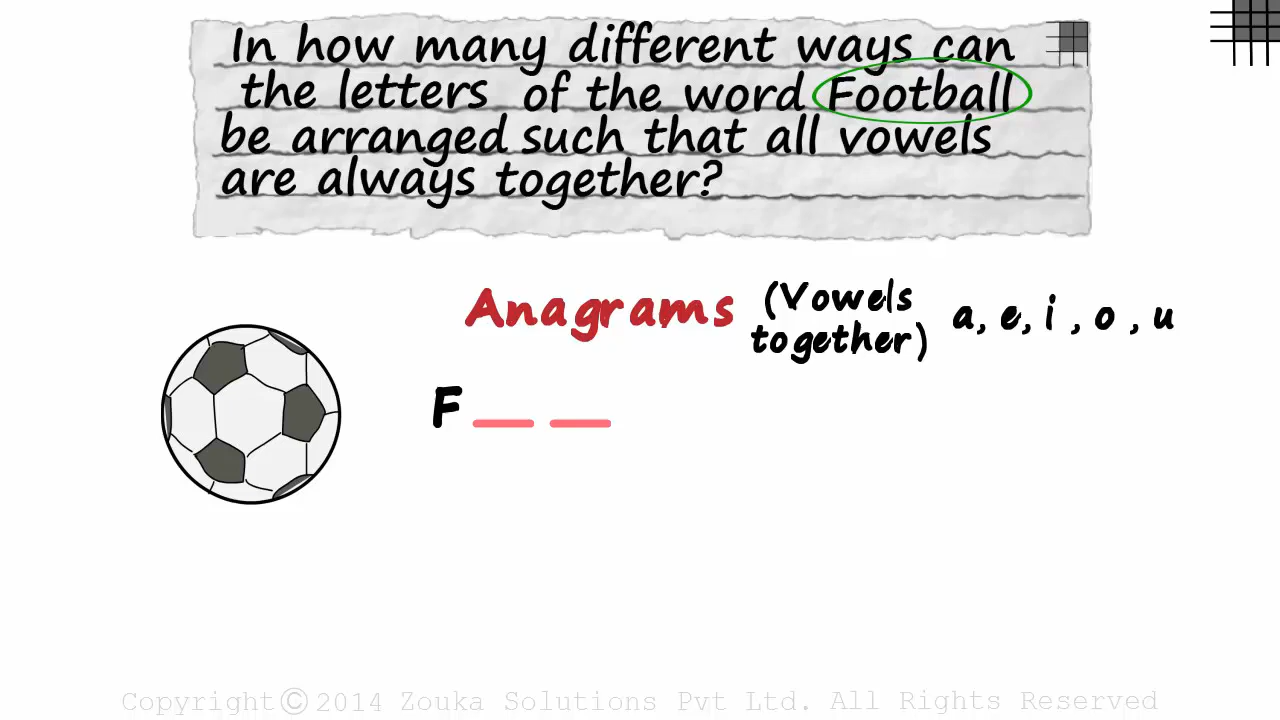 In how many different ways can
the letters of the word Football
be arranged such that all vowels
are always together?
Anagrams (Vowels together) a, e, i, o, u
F
Copyright© 2014 Zouka Solutions Pvt Ltd. All Rights Reserved